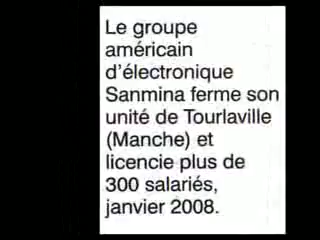 Le groupe
américain
d'électronique
Sanmina ferme son
unité de Tourlaville
(Manche) et
licencie plus de
300 salariés,
janvier 2008.